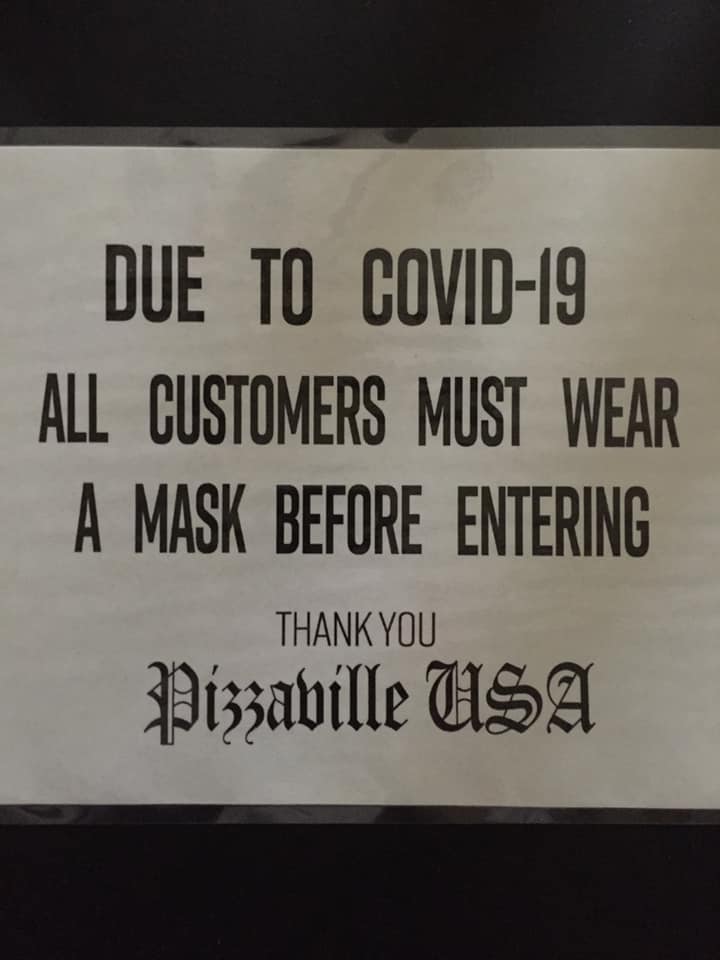 DUE TO COVID-19
ALL CUSTOMERS MUST WEAR
A MASK BEFORE ENTERING
THANK YOU
Pizzaville USA